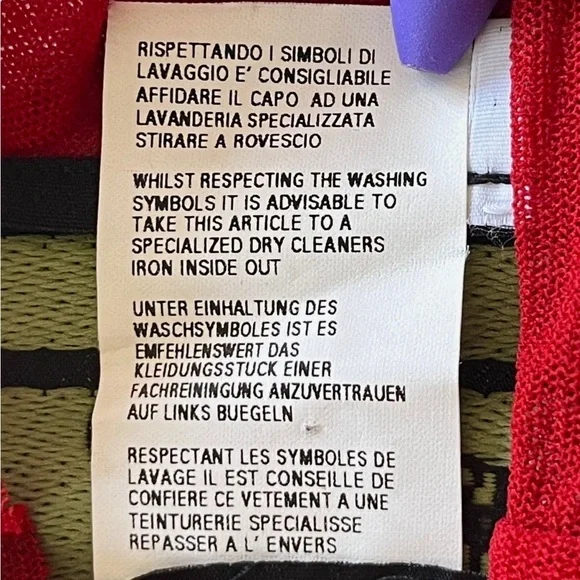 RISPETTANDO I SIMBOLI DI
LAVAGGIO E' CONSIGLIABILE
AFFIDARE IL CAPO AD UNA
LAVANDERIA SPECIALIZZATA
STIRARE A ROVESCIO
WHILST RESPECTING THE WASHING
SYMBOLS IT IS ADVISABLE TO
TAKE THIS ARTICLE TO A
SPECIALIZED DRY CLEANERS
IRON INSIDE OUT
UNTER EINHALTUNG DES
WASCHSYMBOLES IST ES
EMFEHLENSWERT DAS
KLEIDUNGSSTUCK EINER
FACHREININGUNG ANZUVERTRAUEN
AUF LINKS BUEGELN
RESPECTANT LES SYMBOLES DE
LAVAGE IL EST CONSEILLE DE
CONFIERE CE VETEMENT A UNE
TEINTURERIE SPECIALISSE
REPASSER A L' ENVERS